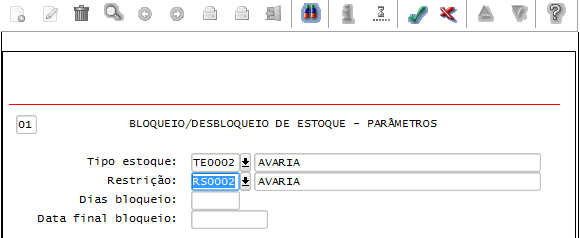 01 BLOQUEIO/DESBLOQUEIO DE ESTOQUE - PARÂMETROS
Tipo estoque: TE0002 AVARIA
Restrição: RS0002 AVARIA
Dias bloqueio:
Data final bloqueio: